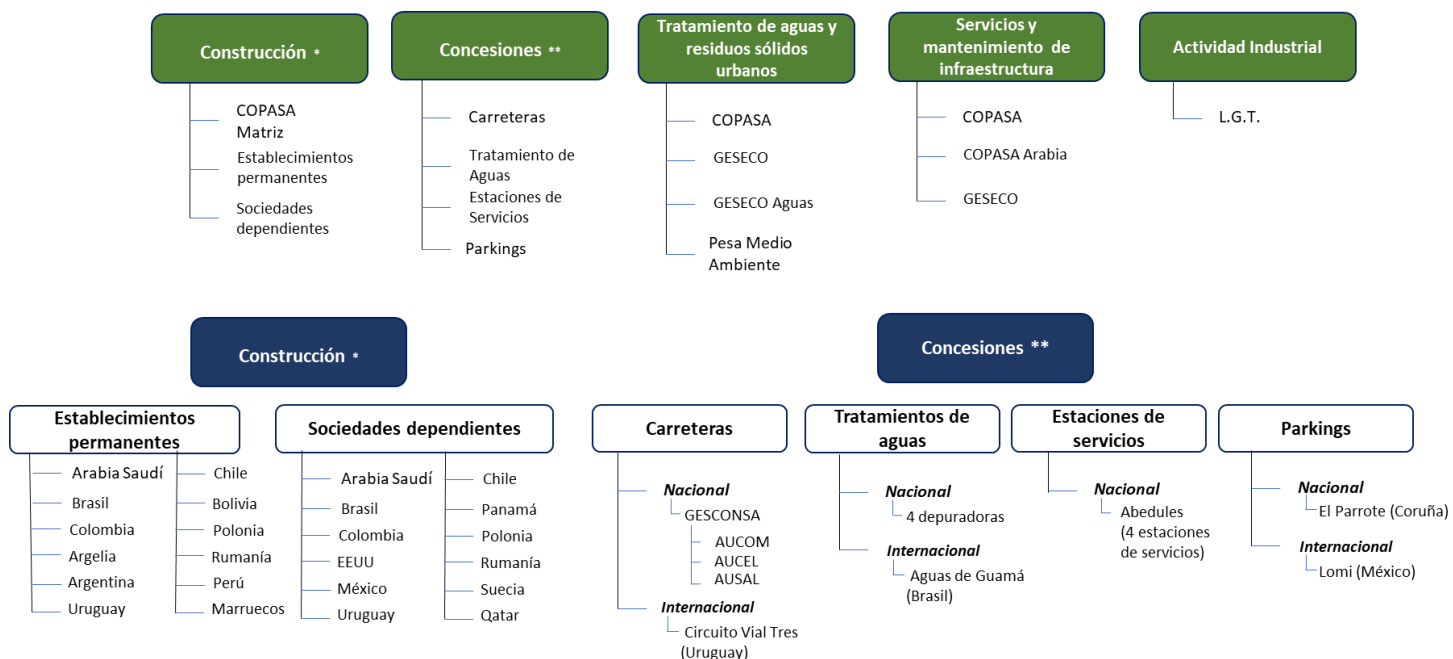 Construcción *
Concesiones **
Tratamiento de aguas y
residuos sólidos
urbanos
Servicios y
mantenimiento de
infraestructura
Actividad Industrial
COPASA
Matriz
Establecimientos
permanentes
Sociedades
dependientes
Carreteras
Tratamiento de
Aguas
Estaciones de
Servicios
Parkings
COPASA
GESECO
GESECO Aguas
Pesa Medio
Ambiente
COPASA
COPASA Arabia
GESECO
L.G.T.
Construcción *
Establecimientos
permanentes
Arabia Saudí
Brasil
Colombia
Argelia
Argentina
Uruguay
Chile
Bolivia
Polonia
Rumanía
Perú
Marruecos
Sociedades dependientes
Arabia Saudí
Brasil
Colombia
EEUU
México
Uruguay
Chile
Panamá
Polonia
Rumanía
Suecia
Qatar
Concesiones **
Carreteras
Nacional
GESCONSA
AUCOM
AUCEL
AUSAL
Internacional
Circuito Vial Tres
(Uruguay)
Tratamientos de
aguas
Nacional
4 depuradoras
Internacional
Aguas de Guamá
(Brasil)
Estaciones de
servicios
Nacional
Abedules
(4 estaciones
de servicios)
Parkings
Nacional
El Parrote (Coruña)
Internacional
Lomi (México)